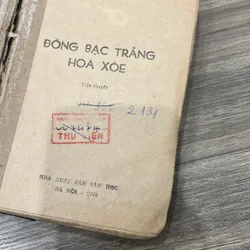 ĐỒNG BẠC TRẮNG
HOA XÒE
Tiểu thuyết
2431
THƯ VIỆN
NHÀ XUẤT BẢN VĂN HỌC
HÀ NỘI -